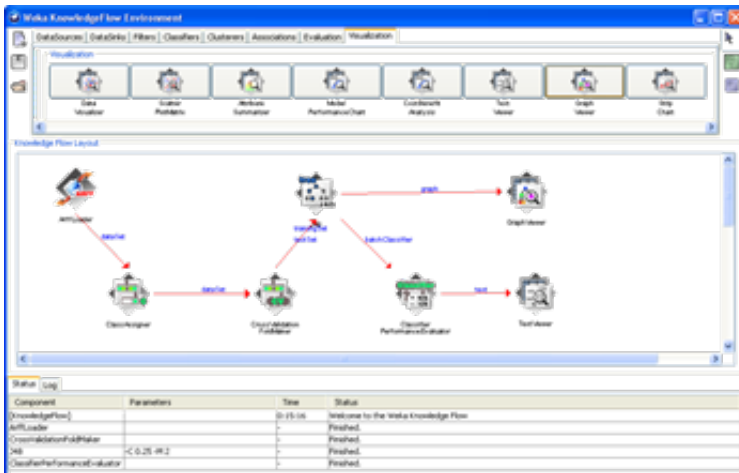 Weka KnowledgeFlow Environment
DataSources DataSinks Filters Classifiers Clusterers Associations Evaluation Visualization
Visualization
Data Visualizer
Scatter PlotMatrix
Attribute Summarizer
Model PerformanceChart
CostBenefit Analysis
Text Viewer
Graph Viewer
Strip Chart
Knowledge Flow Layout
ArffLoader
dataSet
ClassAssigner
dataSet
CrossValidation FoldMaker
trainingSet
testSet
graph
GraphViewer
batchClassifier
Classifier PerformanceEvaluator
text
TextViewer
Status Log
Component Parameters Time Status
[KnowledgeFlow] 0:15:16 Welcome to the Weka Knowledge Flow
ArffLoader - Finished.
CrossValidationFoldMaker - Finished.
J48 -C 0.25 -M 2 - Finished.
ClassifierPerformanceEvaluator - Finished.